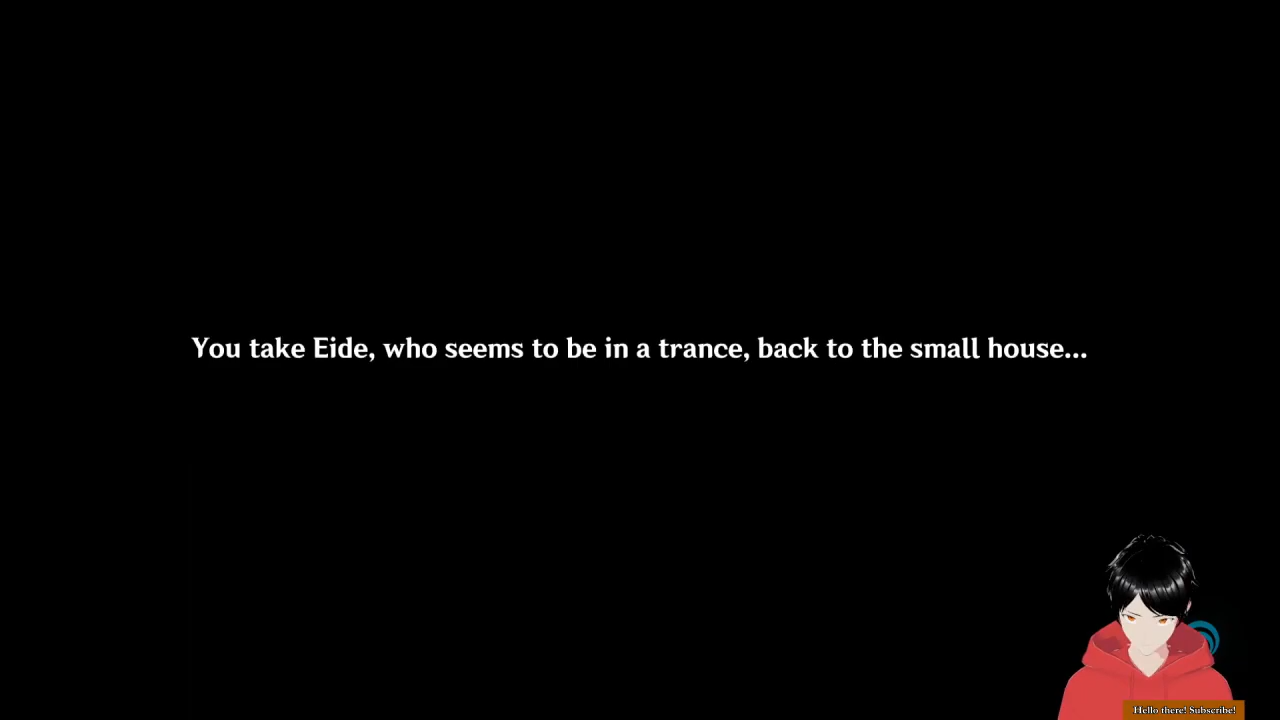 You take Eide, who seems to be in a trance, back to the small house...
Hello there! Subscribe!